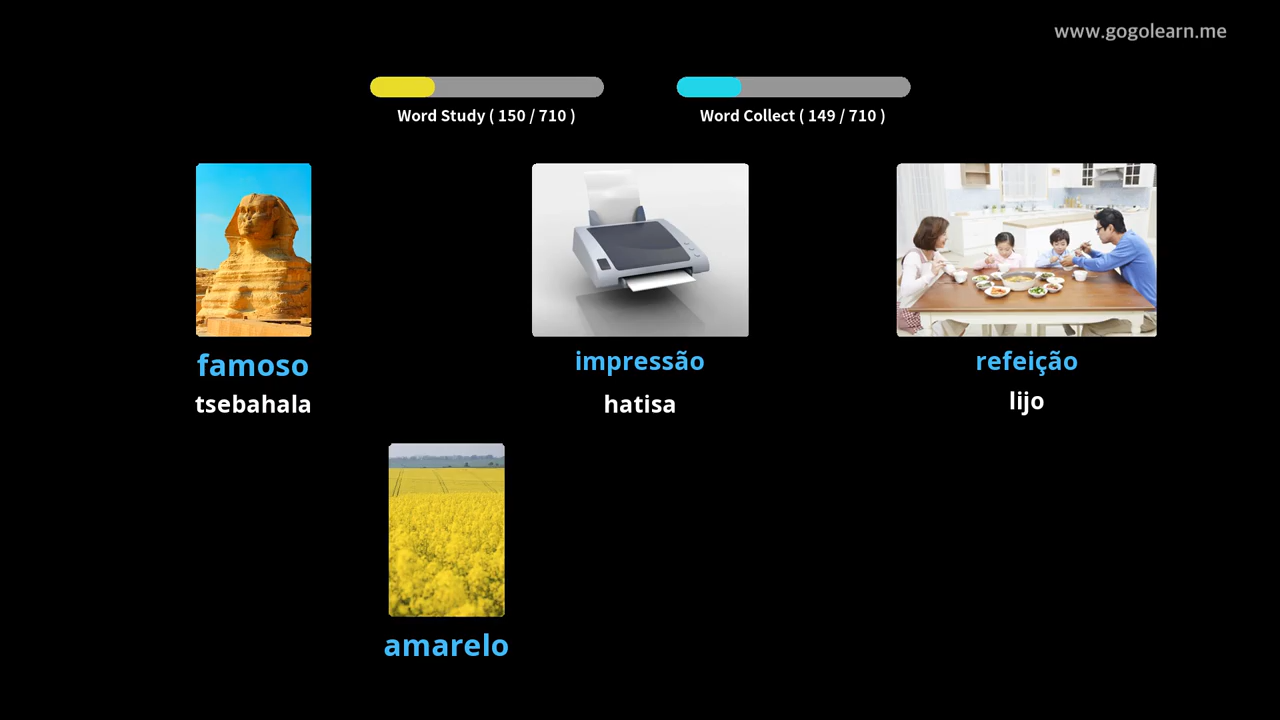 www.gogolearn.me
Word Study ( 150 / 710 )
Word Collect ( 149 / 710 )
famoso
tsebahala
impressão
hatisa
refeição
lijo
amarelo